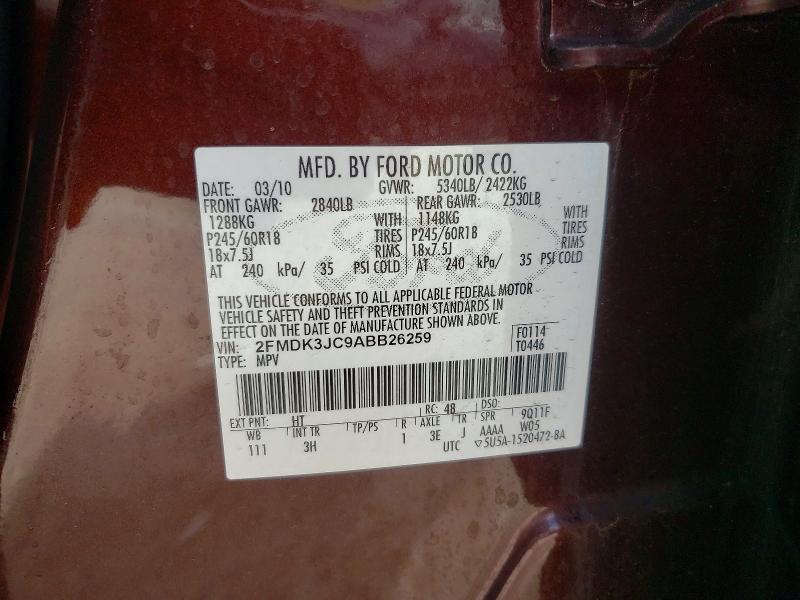 MFD. BY FORD MOTOR CO.
DATE: 03/10 GVWR: 5340LB/ 2422KG
FRONT GAWR: 2840LB REAR GAWR: 2530LB
1288KG WITH 1148KG WITH
P245/60R18 TIRES P245/60R18 TIRES
18x7.5J RIMS 18x7.5J RIMS
AT 240 kPa/ 35 PSI COLD AT 240 kPa/ 35 PSI COLD
THIS VEHICLE CONFORMS TO ALL APPLICABLE FEDERAL MOTOR
VEHICLE SAFETY AND THEFT PREVENTION STANDARDS IN
EFFECT ON THE DATE OF MANUFACTURE SHOWN ABOVE.
VIN: 2FMDK3JC9ABB26259 F0114
TYPE: MPV T0446
EXT PNT: HT RC: 48 DSO:
WB INT TR TP/PS R AXLE TR SPR 9Q11F
111 3H 1 3E J AAAA W05
UTC ▽5U5A-1520472-BA